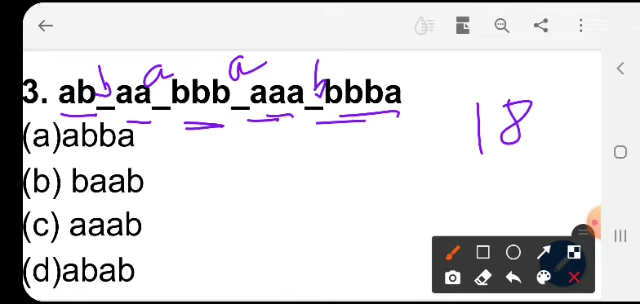 b a a b
3. ab_aa_bbb_aaa_bbba
18
(a)abba
(b) baab
(c) aaab
(d)abab